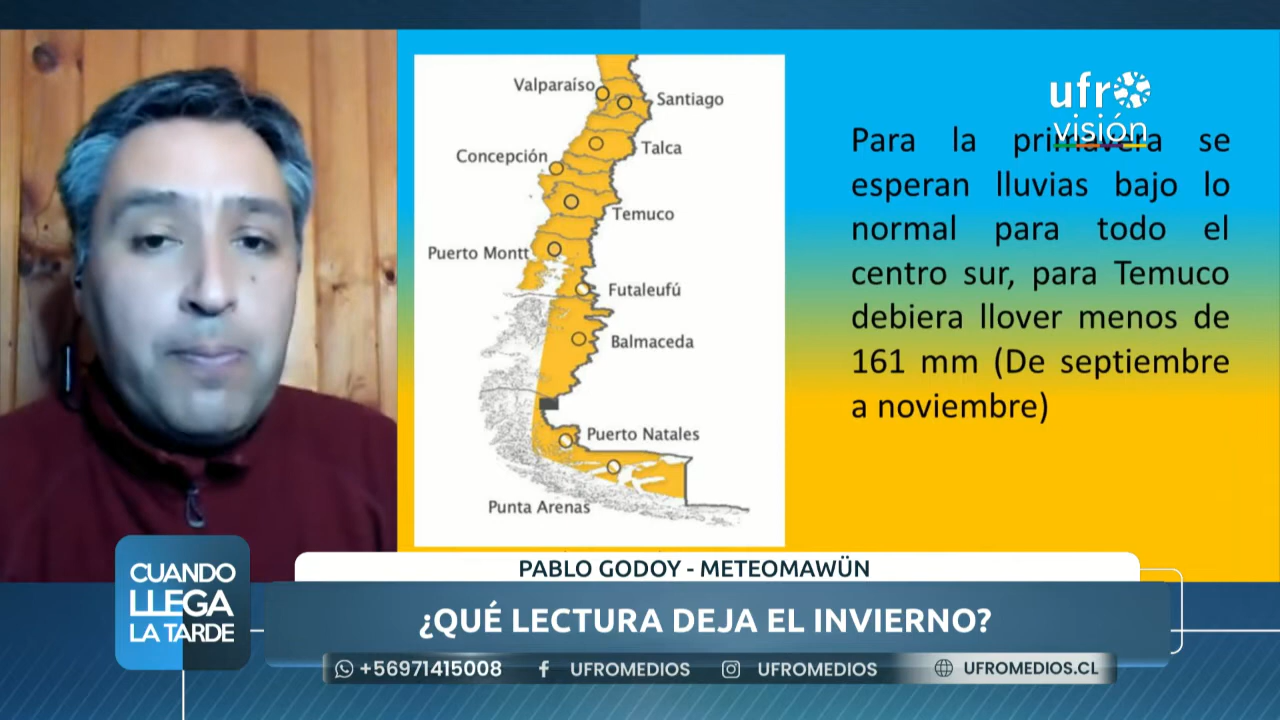 Valparaíso
Santiago
Talca
Concepción
Temuco
Puerto Montt
Futaleufú
Balmaceda
Puerto Natales
Punta Arenas
ufro
visión
Para la primavera se
esperan lluvias bajo lo
normal para todo el
centro sur, para Temuco
debiera llover menos de
161 mm (De septiembre
a noviembre)
CUANDO
LLEGA
LA TARDE
PABLO GODOY - METEOMAWÜN
¿QUÉ LECTURA DEJA EL INVIERNO?
+56971415008 UFROMEDIOS UFROMEDIOS UFROMEDIOS.CL